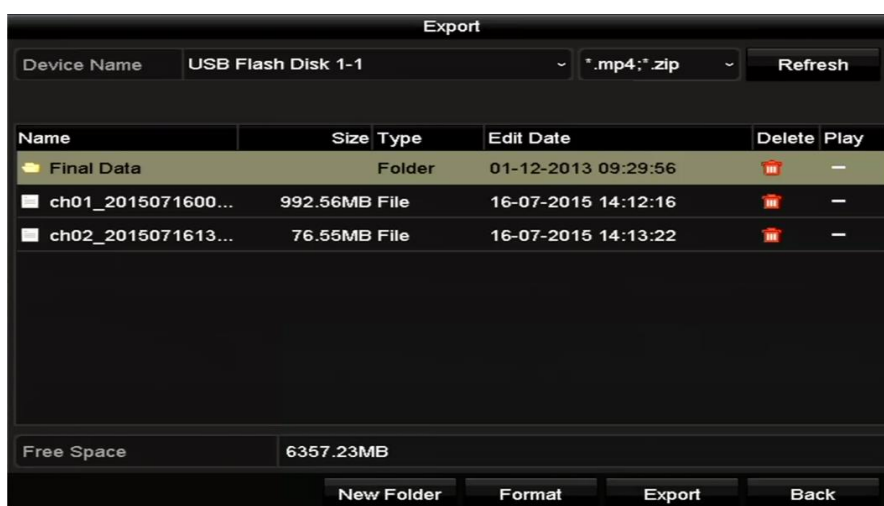 Export
Device Name USB Flash Disk 1-1 *.mp4;*.zip Refresh
Name Size Type Edit Date Delete Play
Final Data Folder 01-12-2013 09:29:56
ch01_2015071600... 992.56MB File 16-07-2015 14:12:16
ch02_2015071613... 76.55MB File 16-07-2015 14:13:22
Free Space 6357.23MB
New Folder Format Export Back